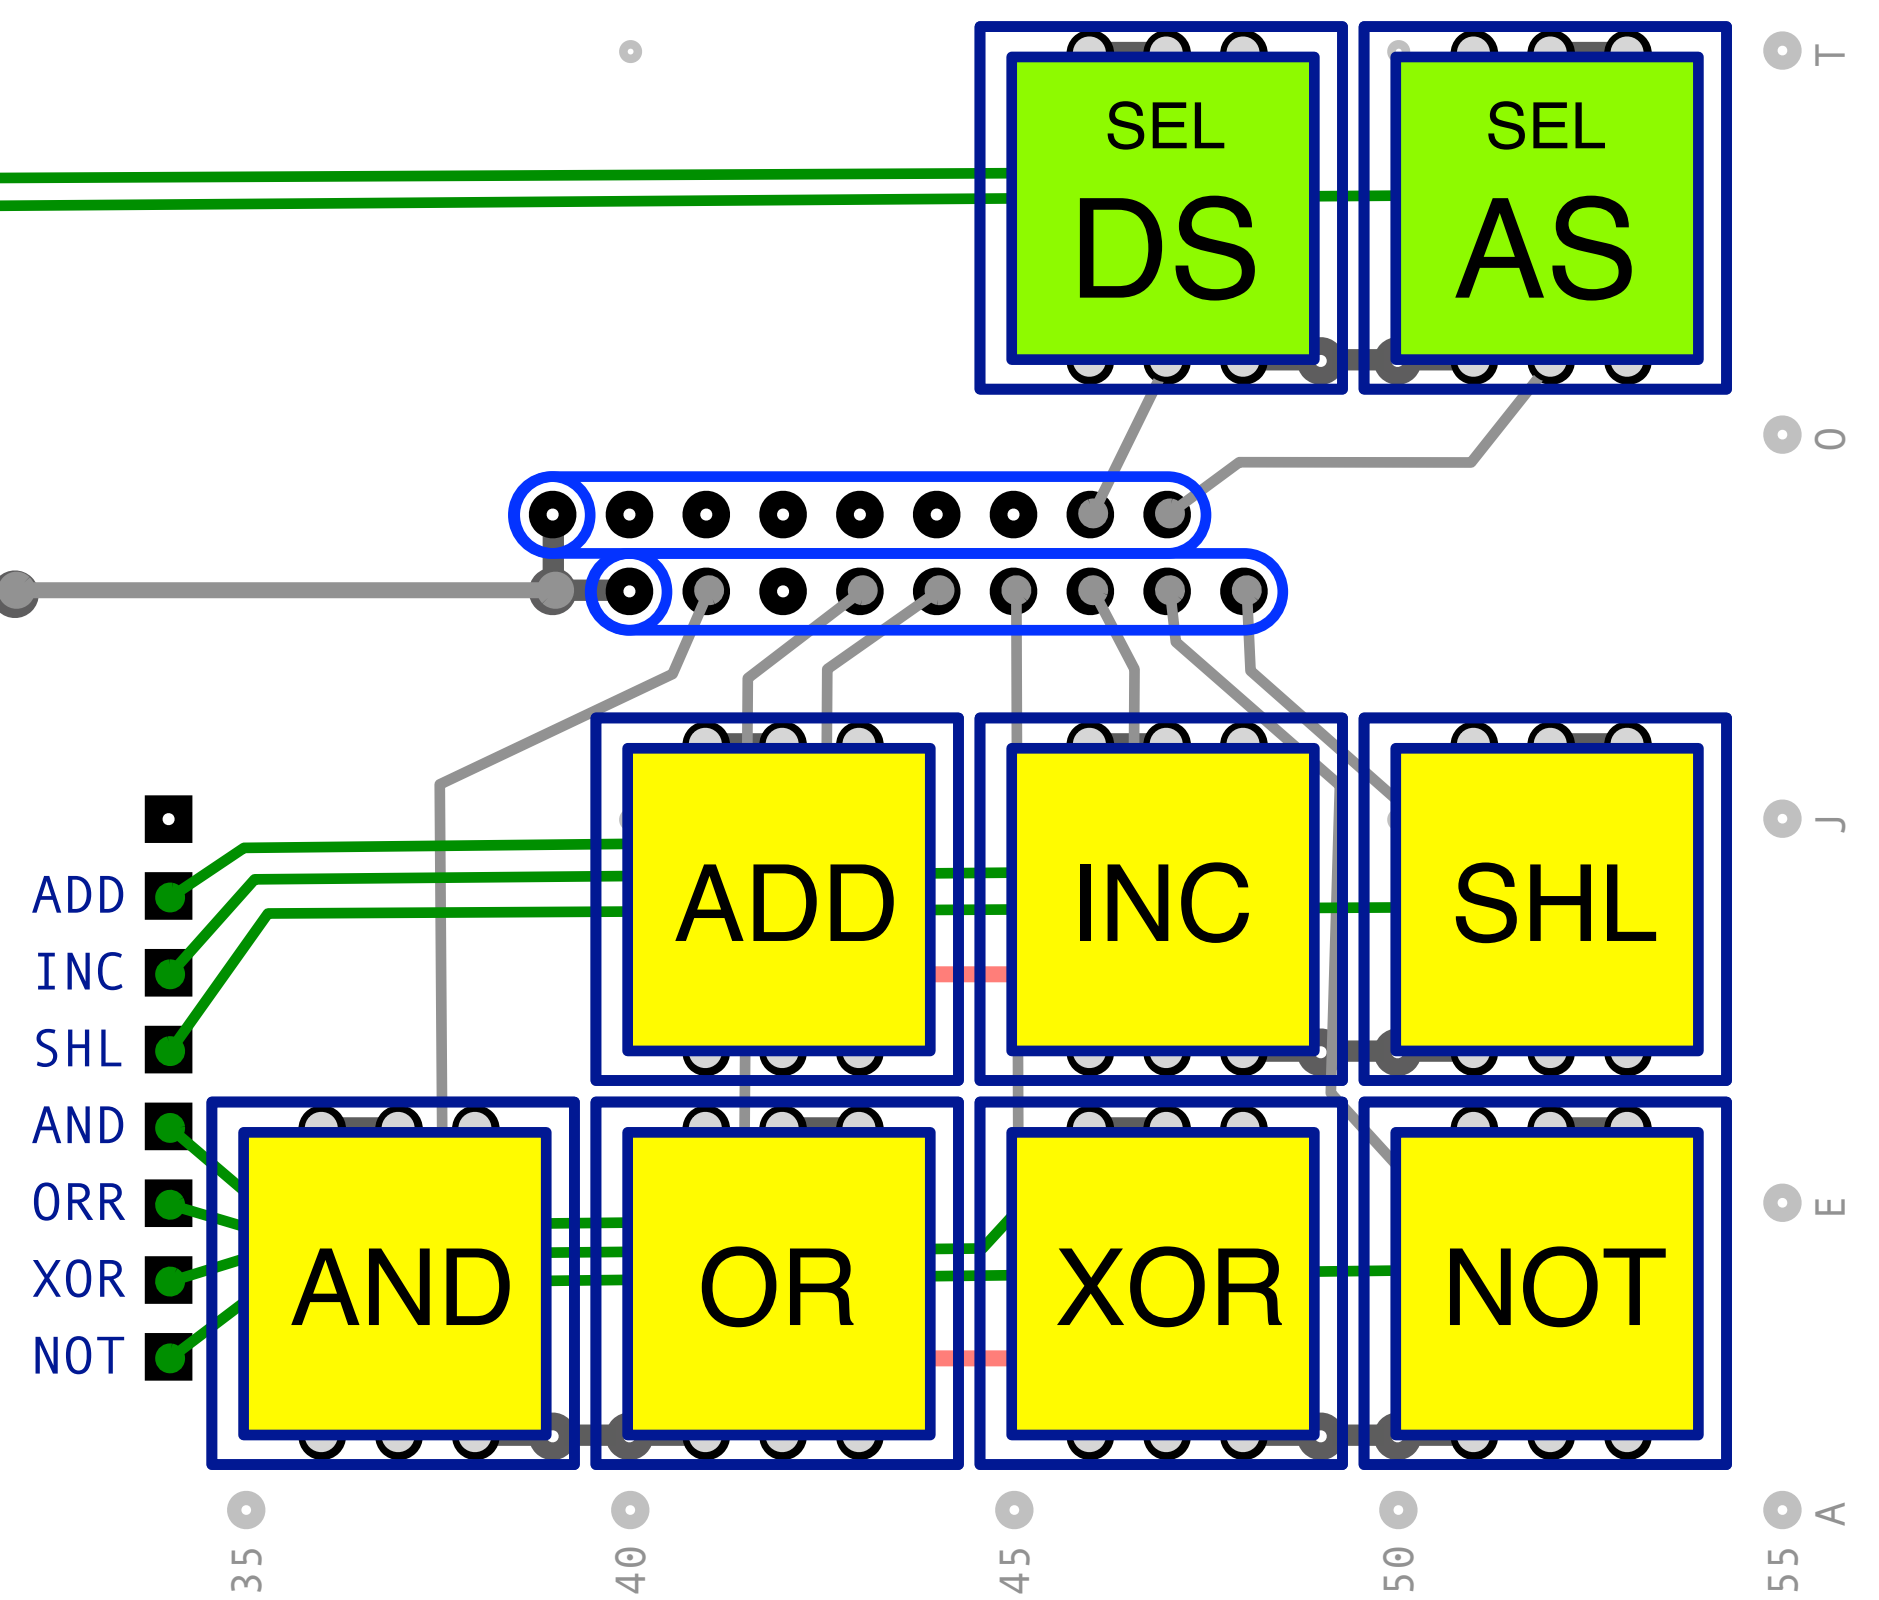 T
SEL
DS
SEL
AS
O
J
ADD
INC
SHL
AND
ORR
XOR
NOT
ADD
INC
SHL
E
AND
OR
XOR
NOT
A
35
40
45
50
55